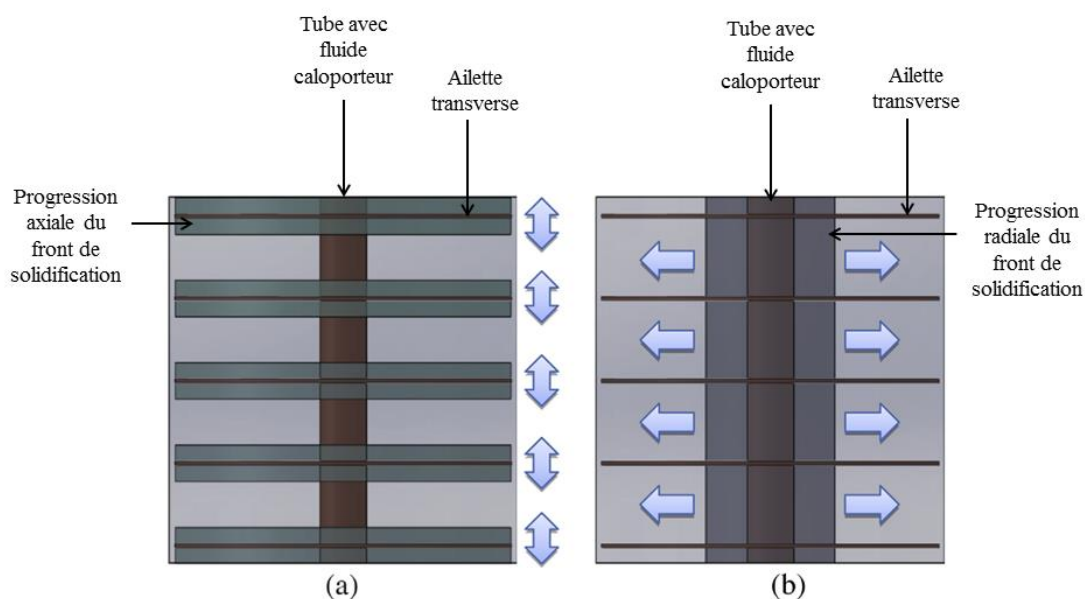 Tube avec
fluide
caloporteur
Ailette
transverse
Progression
axiale du
front de
solidification
(a)
Tube avec
fluide
caloporteur
Ailette
transverse
Progression
radiale du
front de
solidification
(b)